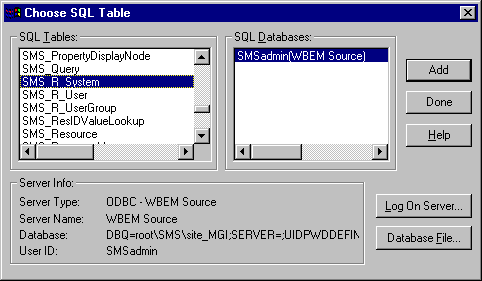 Choose SQL Table
SQL Tables:
SMS_PropertyDisplayNode
SMS_Query
SMS_R_System
SMS_R_User
SMS_R_UserGroup
SMS_ResIDValueLookup
SMS_Resource
SQL Databases:
SMSadmin(WBEM Source)
Add
Done
Help
Server Info:
Server Type: ODBC - WBEM Source
Server Name: WBEM Source
Database: DBQ=root\SMS\site_MGI;SERVER=;UIDPWDDEFIN
User ID: SMSadmin
Log On Server...
Database File...